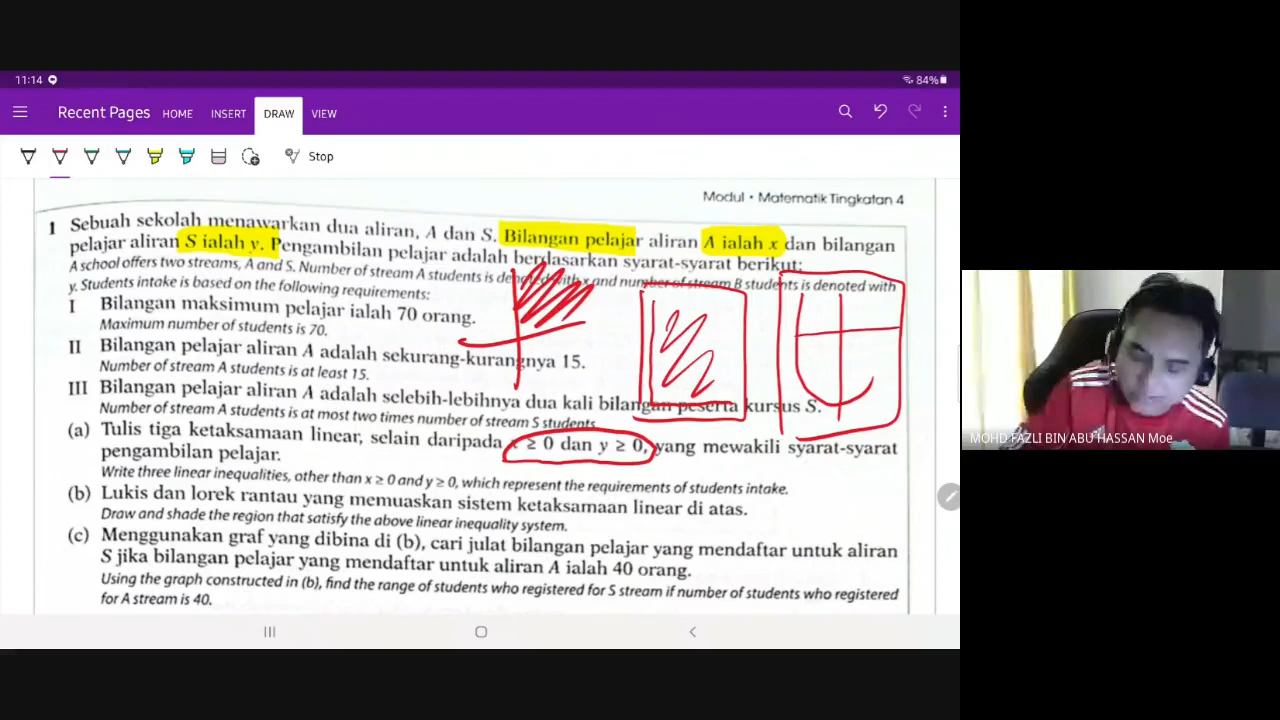 11:14
84%
Recent Pages HOME INSERT DRAW VIEW
Stop
Modul • Matematik Tingkatan 4
1 Sebuah sekolah menawarkan dua aliran, A dan S. Bilangan pelajar aliran A ialah x dan bilangan
pelajar aliran S ialah y. Pengambilan pelajar adalah berdasarkan syarat-syarat berikut:
A school offers two streams, A and S. Number of stream A students is denoted with x and number of stream B students is denoted with
y. Students intake is based on the following requirements:
I Bilangan maksimum pelajar ialah 70 orang.
Maximum number of students is 70.
II Bilangan pelajar aliran A adalah sekurang-kurangnya 15.
Number of stream A students is at least 15.
III Bilangan pelajar aliran A adalah selebih-lebihnya dua kali bilangan peserta kursus S.
Number of stream A students is at most two times number of stream S students.
(a) Tulis tiga ketaksamaan linear, selain daripada x ≥ 0 dan y ≥ 0, yang mewakili syarat-syarat
pengambilan pelajar.
Write three linear inequalities, other than x ≥ 0 and y ≥ 0, which represent the requirements of students intake.
(b) Lukis dan lorek rantau yang memuaskan sistem ketaksamaan linear di atas.
Draw and shade the region that satisfy the above linear inequality system.
(c) Menggunakan graf yang dibina di (b), cari julat bilangan pelajar yang mendaftar untuk aliran
S jika bilangan pelajar yang mendaftar untuk aliran A ialah 40 orang.
Using the graph constructed in (b), find the range of students who registered for S stream if number of students who registered
for A stream is 40.
MOHD FAZLI BIN ABU HASSAN Moe